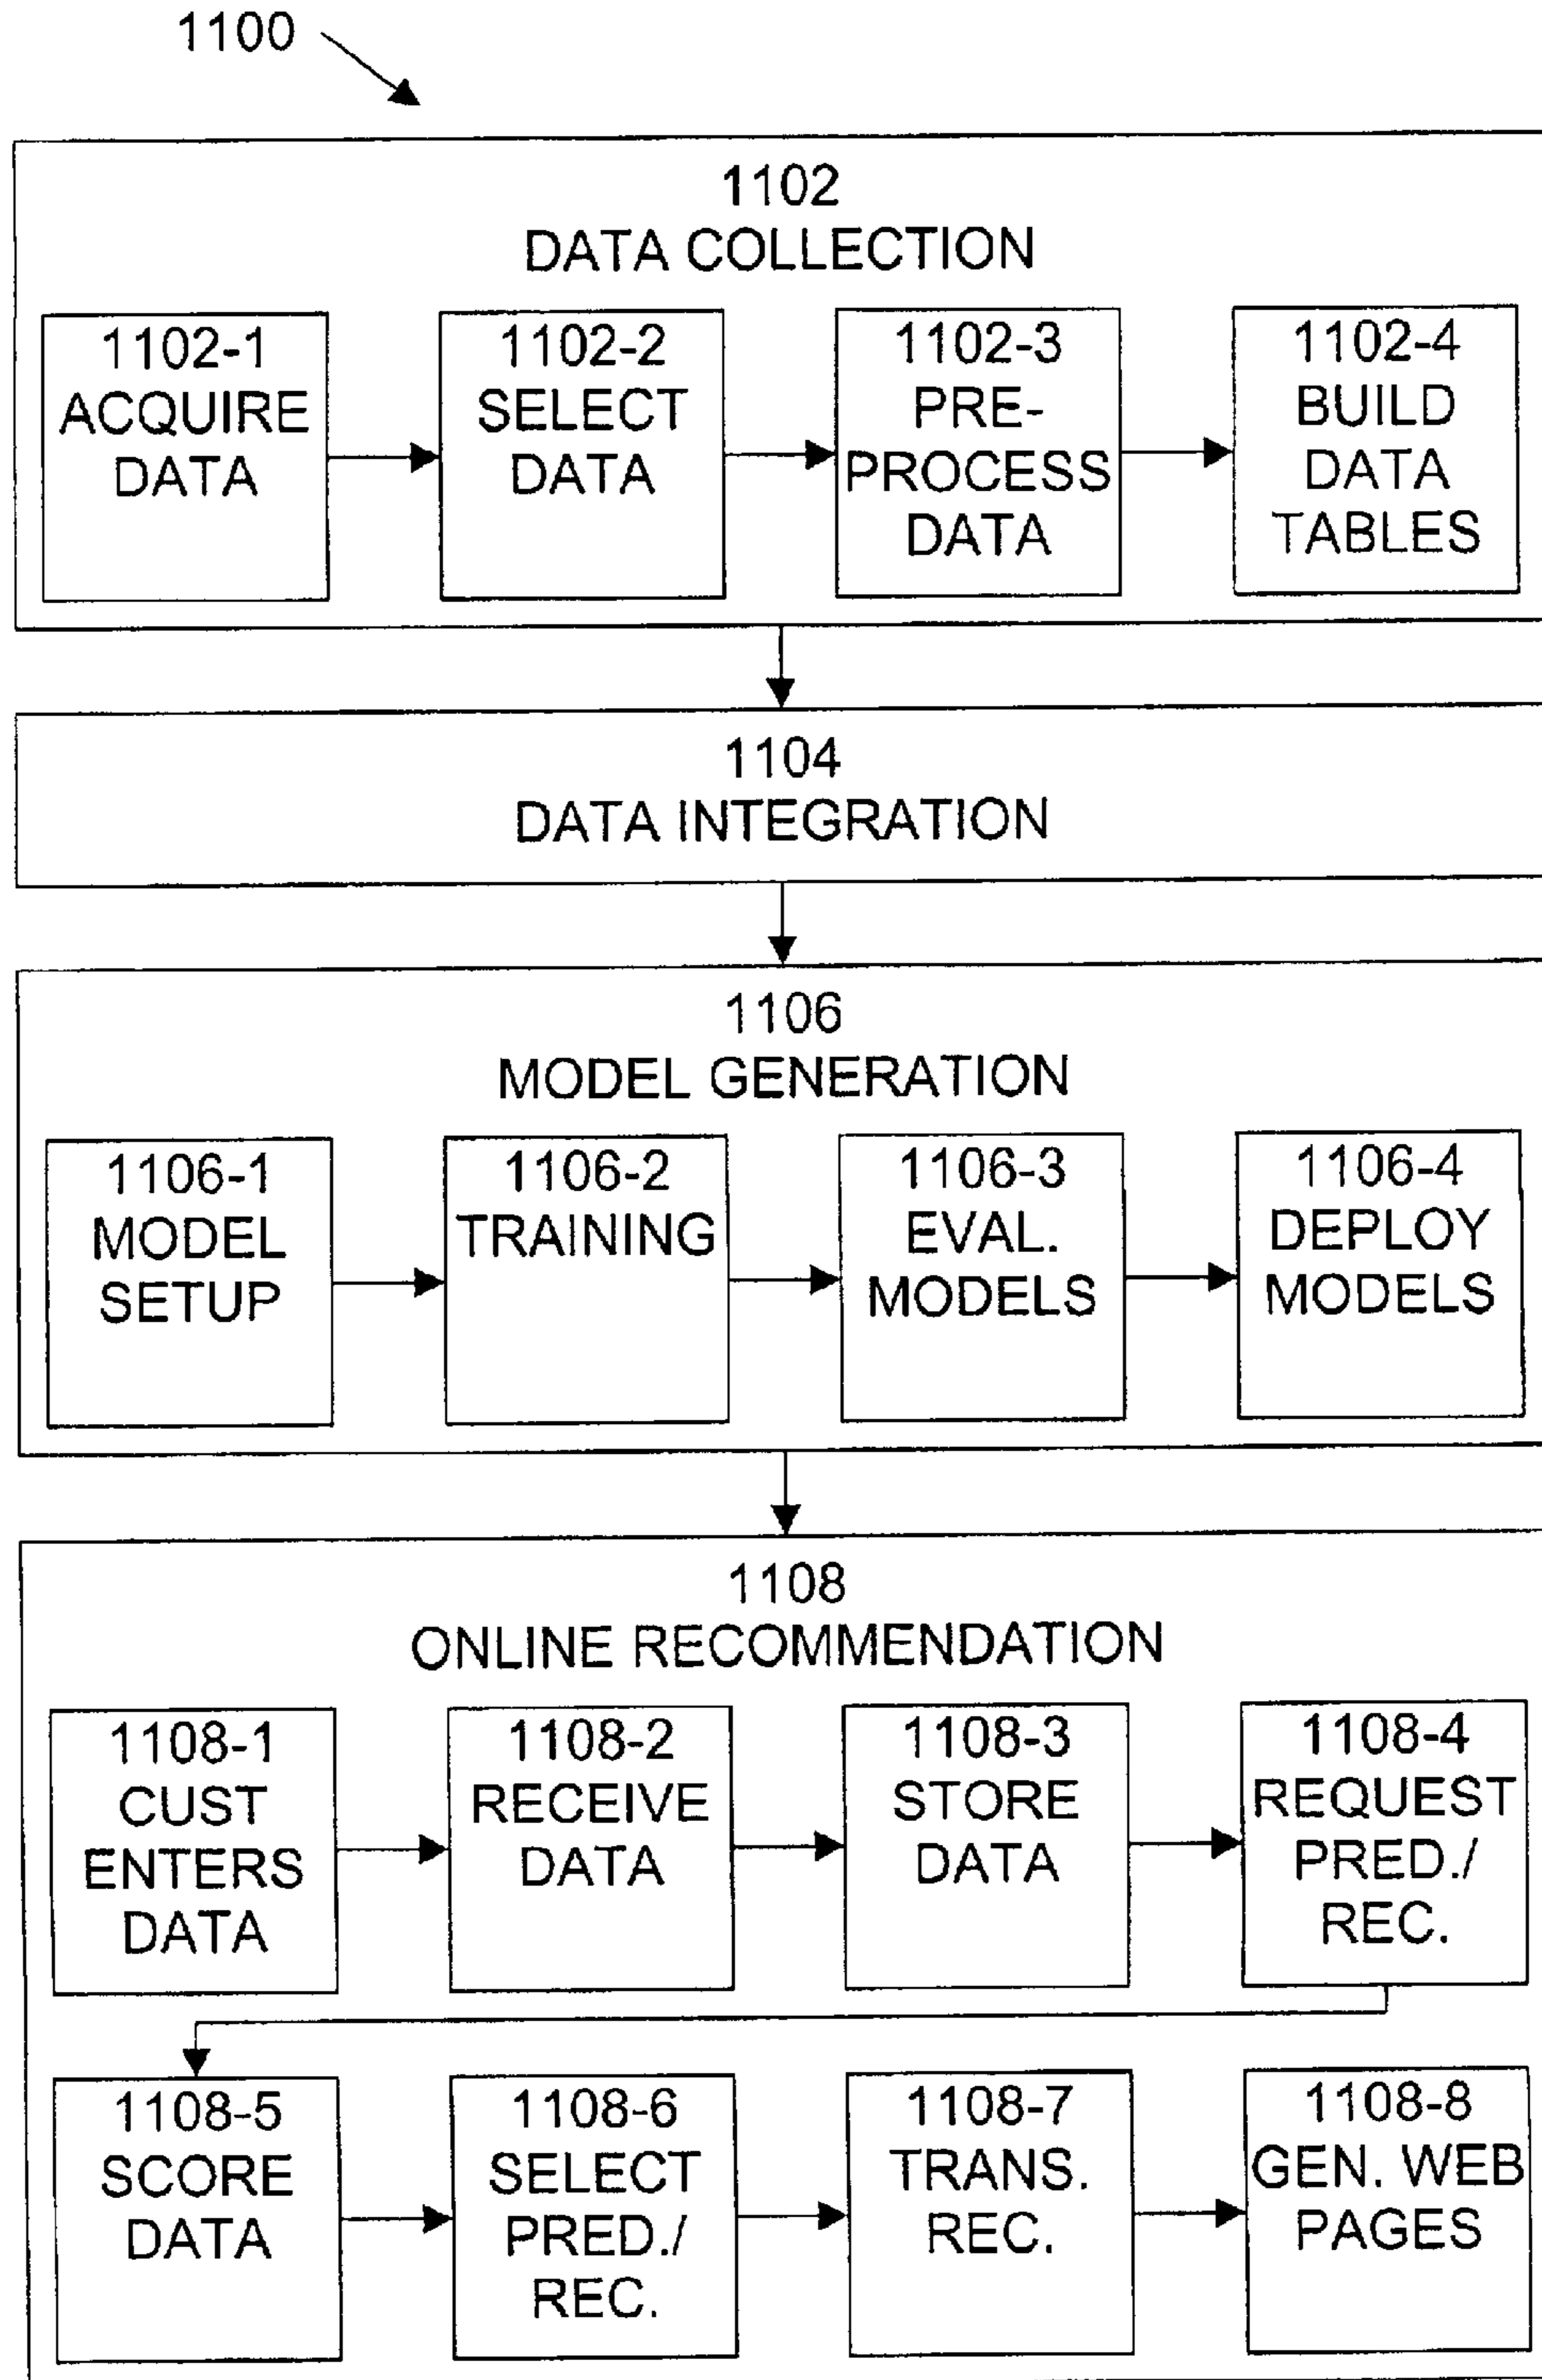 1100
1102
DATA COLLECTION
1102-1
ACQUIRE
DATA
1102-2
SELECT
DATA
1102-3
PRE-
PROCESS
DATA
1102-4
BUILD
DATA
TABLES
1104
DATA INTEGRATION
1106
MODEL GENERATION
1106-1
MODEL
SETUP
1106-2
TRAINING
1106-3
EVAL.
MODELS
1106-4
DEPLOY
MODELS
1108
ONLINE RECOMMENDATION
1108-1
CUST
ENTERS
DATA
1108-2
RECEIVE
DATA
1108-3
STORE
DATA
1108-4
REQUEST
PRED./
REC.
1108-5
SCORE
DATA
1108-6
SELECT
PRED./
REC.
1108-7
TRANS.
REC.
1108-8
GEN. WEB
PAGES